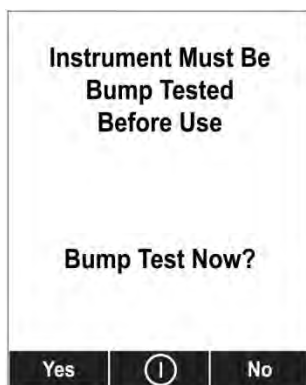 Instrument Must Be
Bump Tested
Before Use
Bump Test Now?
Yes No